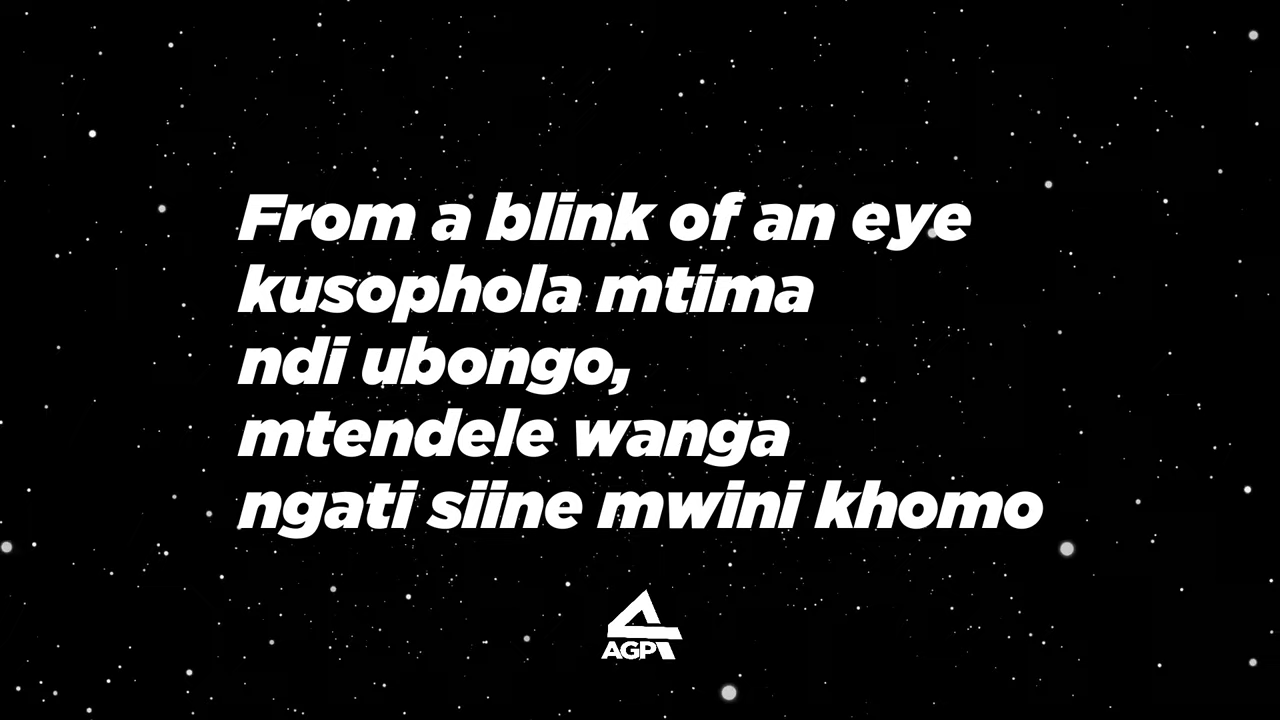 From a blink of an eye
kusophola mtima
ndi ubongo,
mtendele wanga
ngati siine mwini khomo
AGP